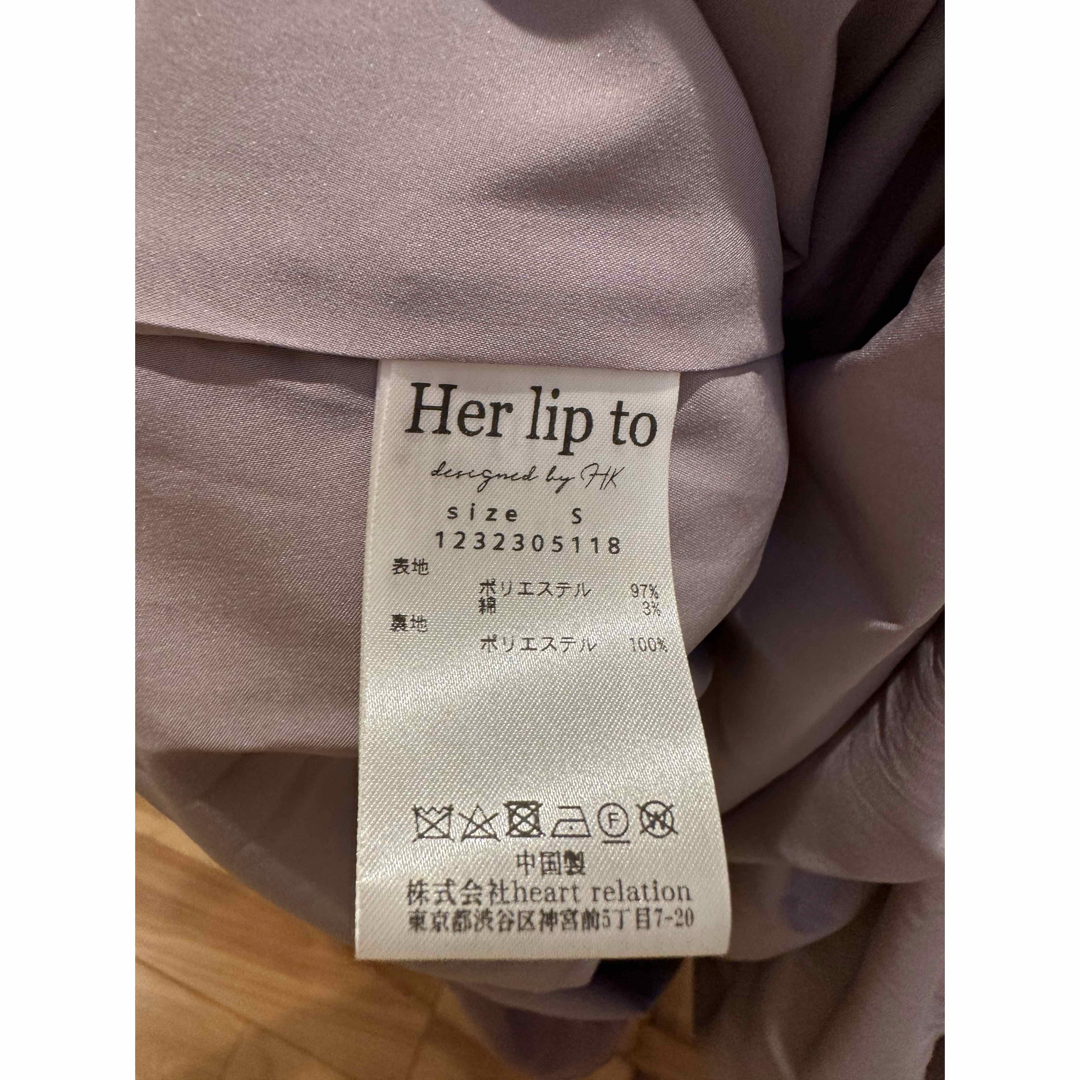 Her lip to
designed by HK
size S
1232305118
表地
ポリエステル 97%
綿 3%
裏地
ポリエステル 100%
F W
中国製
株式会社heart relation
東京都渋谷区神宮前5丁目7-20